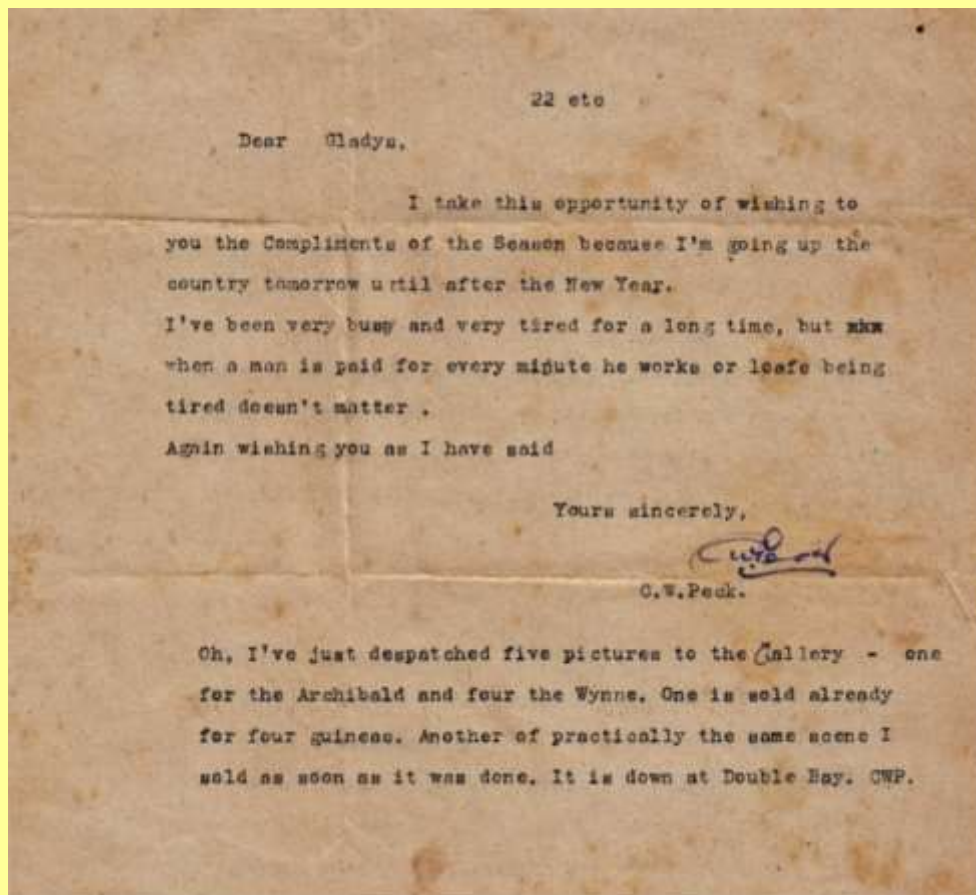 22 etc
Dear Gladys,
I take this opportunity of wishing to
you the Compliments of the Season because I'm going up the
country tomorrow until after the New Year.
I've been very busy and very tired for a long time, but
when a man is paid for every minute he works or loafs being
tired doesn't matter .
Again wishing you as I have said
Yours sincerely,
C.W.Peck.
Oh, I've just despatched five pictures to the Gallery - one
for the Archibald and four the Wynne. One is sold already
for four guineas. Another of practically the same scene I
sold as soon as it was done. It is down at Double Bay. CWP.